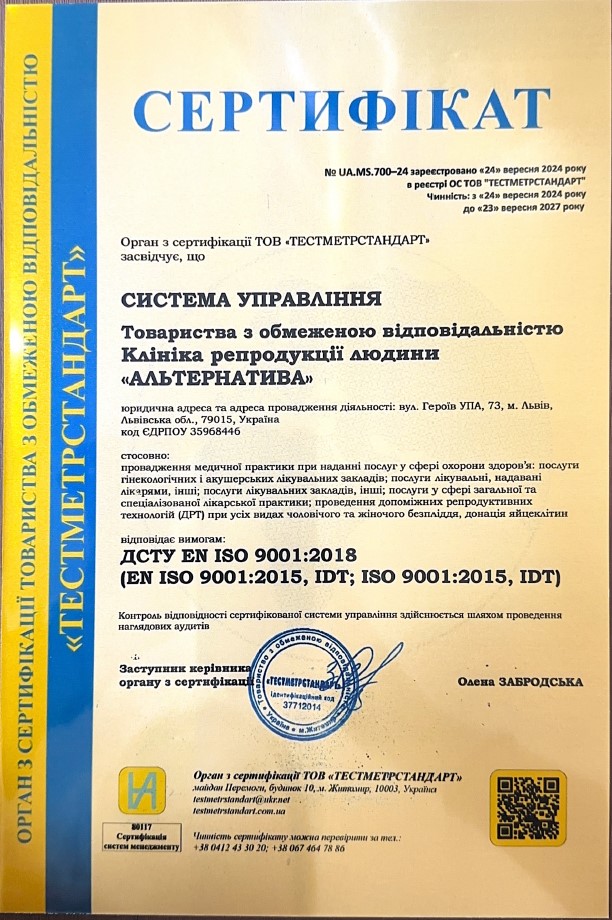 ОРГАН З СЕРТИФІКАЦІЇ ТОВАРИСТВА З ОБМЕЖЕНОЮ ВІДПОВІДАЛЬНІСТЮ
«ТЕСТМЕТРСТАНДАРТ»
СЕРТИФІКАТ
№ UA.MS.700–24 зареєстровано «24» вересня 2024 року
в реєстрі ОС ТОВ "ТЕСТМЕТРСТАНДАРТ"
Чинність: з «24» вересня 2024 року
до «23» вересня 2027 року
Орган з сертифікації ТОВ «ТЕСТМЕТРСТАНДАРТ»
засвідчує, що
СИСТЕМА УПРАВЛІННЯ
Товариства з обмеженою відповідальністю
Клініка репродукції людини
«АЛЬТЕРНАТИВА»
юридична адреса та адреса провадження діяльності: вул. Героїв УПА, 73, м. Львів,
Львівська обл., 79015, Україна
код ЄДРПОУ 35968446
стосовно:
провадження медичної практики при наданні послуг у сфері охорони здоров'я: послуги
гінекологічних і акушерських лікувальних закладів; послуги лікувальні, надавані
лікарями, інші; послуги лікувальних закладів, інші; послуги у сфері загальної та
спеціалізованої лікарської практики; проведення допоміжних репродуктивних
технологій (ДРТ) при усіх видах чоловічого та жіночого безпліддя, донація яйцеклітин
відповідає вимогам:
ДСТУ EN ISO 9001:2018
(EN ISO 9001:2015, IDT; ISO 9001:2015, IDT)
Контроль відповідності сертифікованої системи управління здійснюється шляхом проведення
наглядових аудитів
Заступник керівника
органу з сертифікації
Олена ЗАБРОДСЬКА
Товариство з обмеженою відповідальністю
«ТЕСТМЕТРСТАНДАРТ»
Ідентифікаційний код
37712014
Україна * м.Житомир
Орган з сертифікації ТОВ «ТЕСТМЕТРСТАНДАРТ»
майдан Перемоги, будинок 10, м. Житомир, 10003, Україна
testmetrstandart@ukr.net
testmetrstandart.com.ua
80117
Сертифікація
систем менеджменту
Чинність сертифікату можна перевірити за тел.:
+38 0412 43 30 20; +38 067 464 78 86